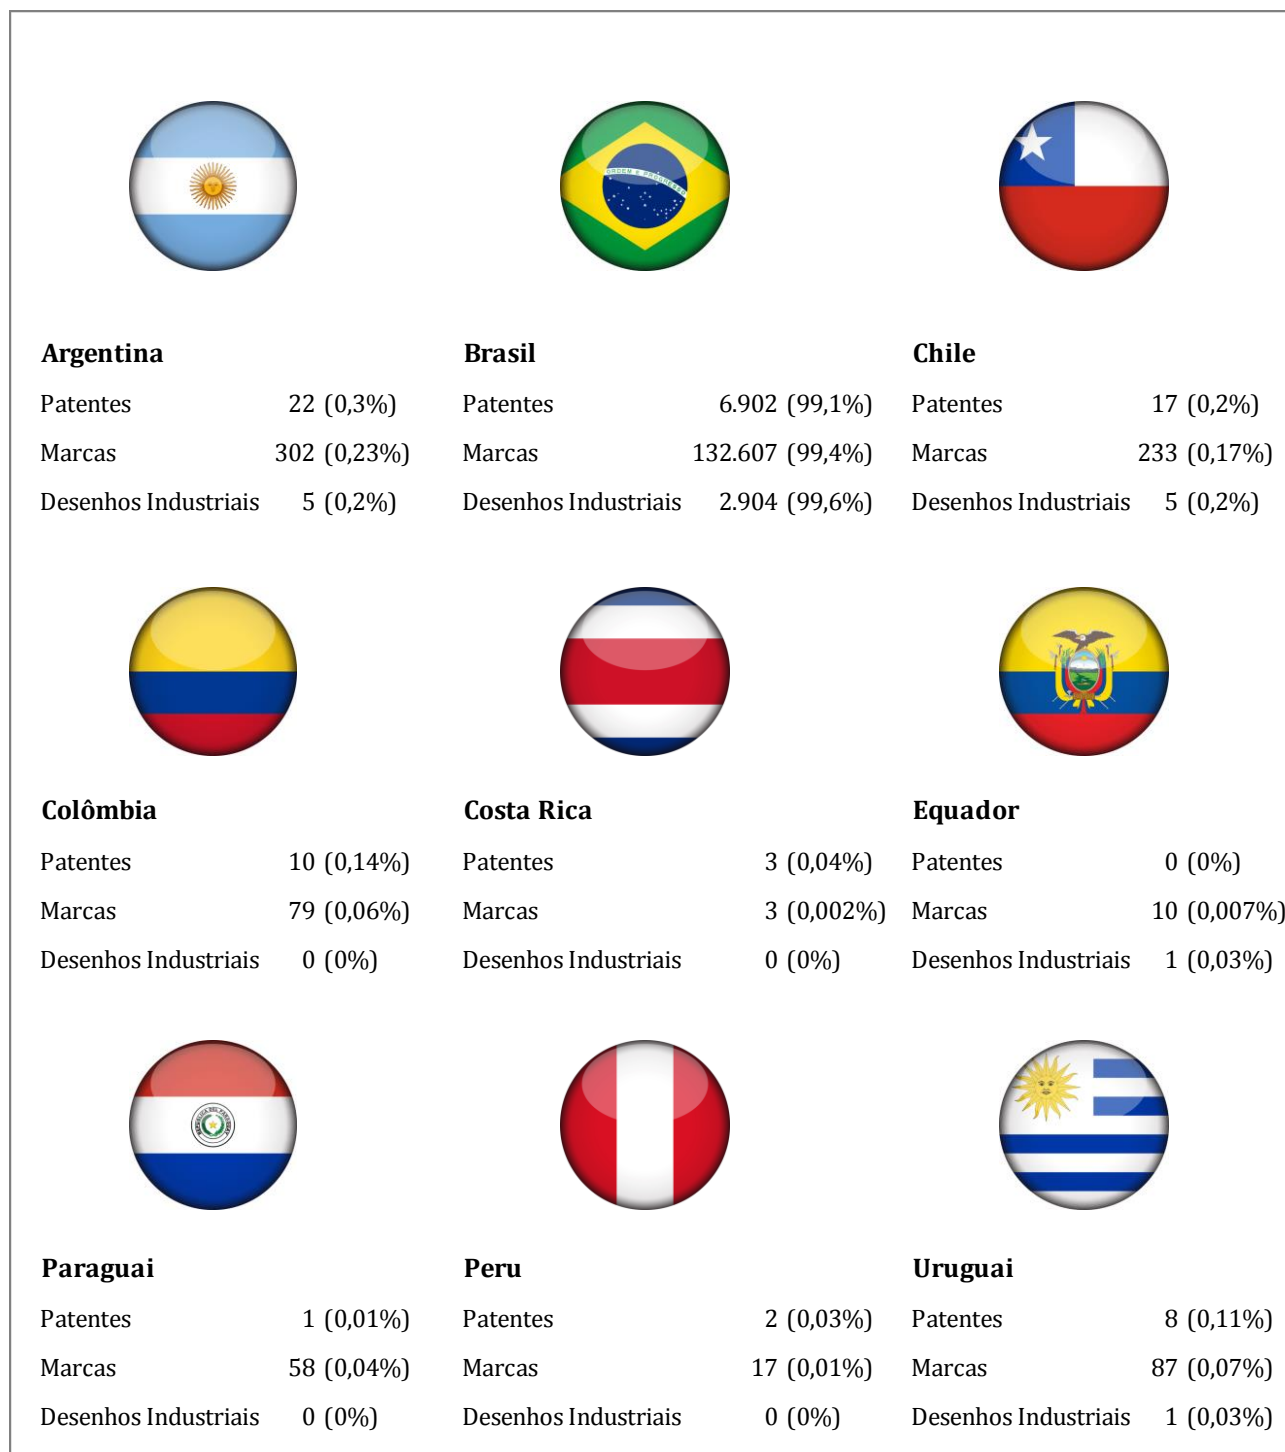 ORDEM E PROGRESSO
Argentina Brasil Chile
Patentes 22 (0,3%) Patentes 6.902 (99,1%) Patentes 17 (0,2%)
Marcas 302 (0,23%) Marcas 132.607 (99,4%) Marcas 233 (0,17%)
Desenhos Industriais 5 (0,2%) Desenhos Industriais 2.904 (99,6%) Desenhos Industriais 5 (0,2%)
Colômbia Costa Rica Equador
Patentes 10 (0,14%) Patentes 3 (0,04%) Patentes 0 (0%)
Marcas 79 (0,06%) Marcas 3 (0,002%) Marcas 10 (0,007%)
Desenhos Industriais 0 (0%) Desenhos Industriais 0 (0%) Desenhos Industriais 1 (0,03%)
REPUBLICA DEL PARAGUAY
Paraguai Peru Uruguai
Patentes 1 (0,01%) Patentes 2 (0,03%) Patentes 8 (0,11%)
Marcas 58 (0,04%) Marcas 17 (0,01%) Marcas 87 (0,07%)
Desenhos Industriais 0 (0%) Desenhos Industriais 0 (0%) Desenhos Industriais 1 (0,03%)